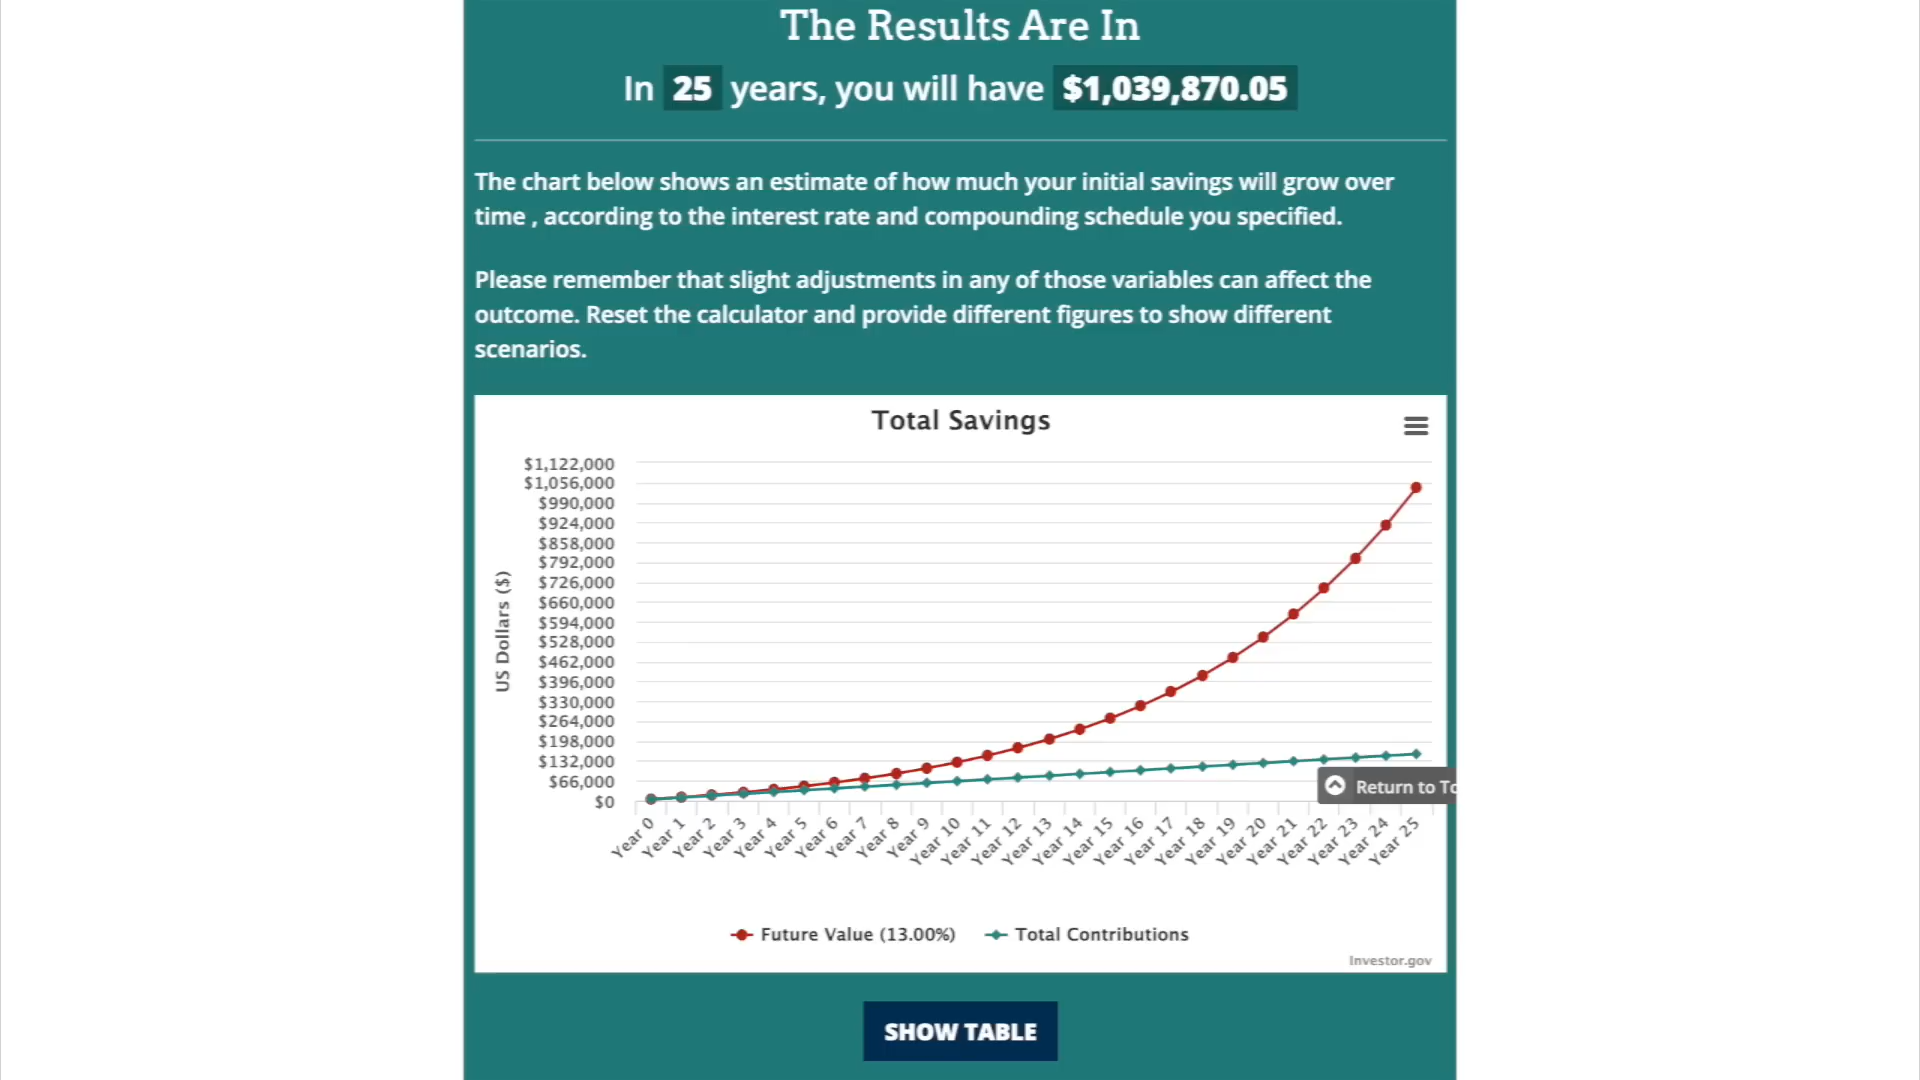 The Results Are In
In 25 years, you will have $1,039,870.05
The chart below shows an estimate of how much your initial savings will grow over
time , according to the interest rate and compounding schedule you specified.
Please remember that slight adjustments in any of those variables can affect the
outcome. Reset the calculator and provide different figures to show different
scenarios.
Total Savings
US Dollars ($)
$1,122,000
$1,056,000
$990,000
$924,000
$858,000
$792,000
$726,000
$660,000
$594,000
$528,000
$462,000
$396,000
$330,000
$264,000
$198,000
$132,000
$66,000
$0
Return to To
Year 0
Year 1
Year 2
Year 3
Year 4
Year 5
Year 6
Year 7
Year 8
Year 9
Year 10
Year 11
Year 12
Year 13
Year 14
Year 15
Year 16
Year 17
Year 18
Year 19
Year 20
Year 21
Year 22
Year 23
Year 24
Year 25
Future Value (13.00%)
Total Contributions
Investor.gov
SHOW TABLE